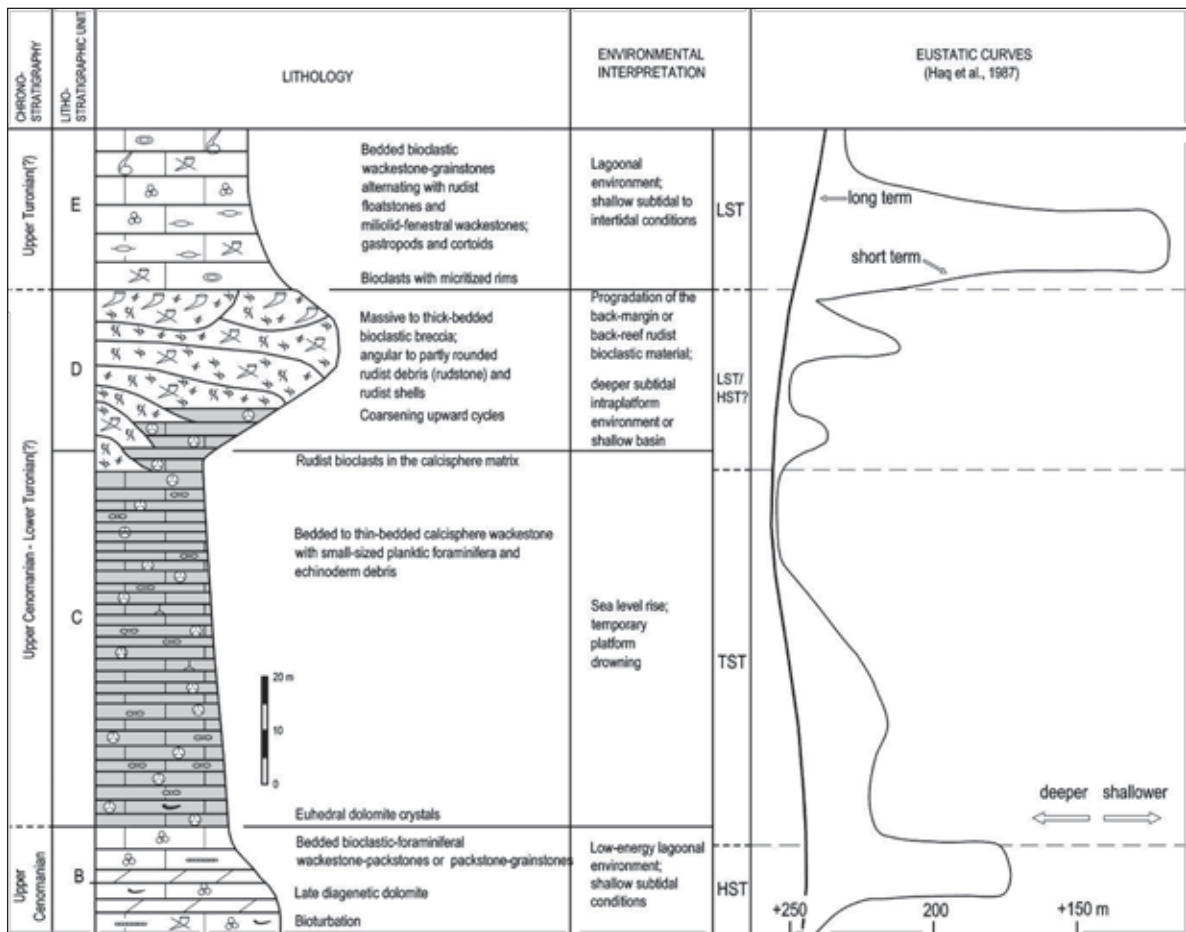 CHRONO-
STRATIGRAPHY
LITHO-
STRATIGRAPHIC UNIT
LITHOLOGY
ENVIRONMENTAL
INTERPRETATION
EUSTATIC CURVES
(Haq et al., 1987)
Upper Turonian(?)
E
Bedded bioclastic
wackestone-grainstones
alternating with rudist
floatstones and
miliolid-fenestral wackestones;
gastropods and cortoids
Bioclasts with micritized rims
Lagoonal
environment;
shallow subtidal to
intertidal conditions
LST
long term
short term
Upper Cenomanian - Lower Turonian(?)
D
Massive to thick-bedded
bioclastic breccia;
angular to partly rounded
rudist debris (rudstone) and
rudist shells
Coarsening upward cycles
Progradation of the
back-margin or
back-reef rudist
bioclastic material;
deeper subtidal
intraplatform
environment or
shallow basin
LST/
HST?
C
Rudist bioclasts in the calcisphere matrix
Bedded to thin-bedded calcisphere wackestone
with small-sized planktic foraminifera and
echinoderm debris
20 m
10
0
Euhedral dolomite crystals
Sea level rise;
temporary
platform
drowning
TST
deeper
shallower
Upper
Cenomanian
B
Bedded bioclastic-foraminiferal
wackestone-packstones or packstone-grainstones
Late diagenetic dolomite
Bioturbation
Low-energy lagoonal
environment;
shallow subtidal
conditions
HST
+250
200
+150 m